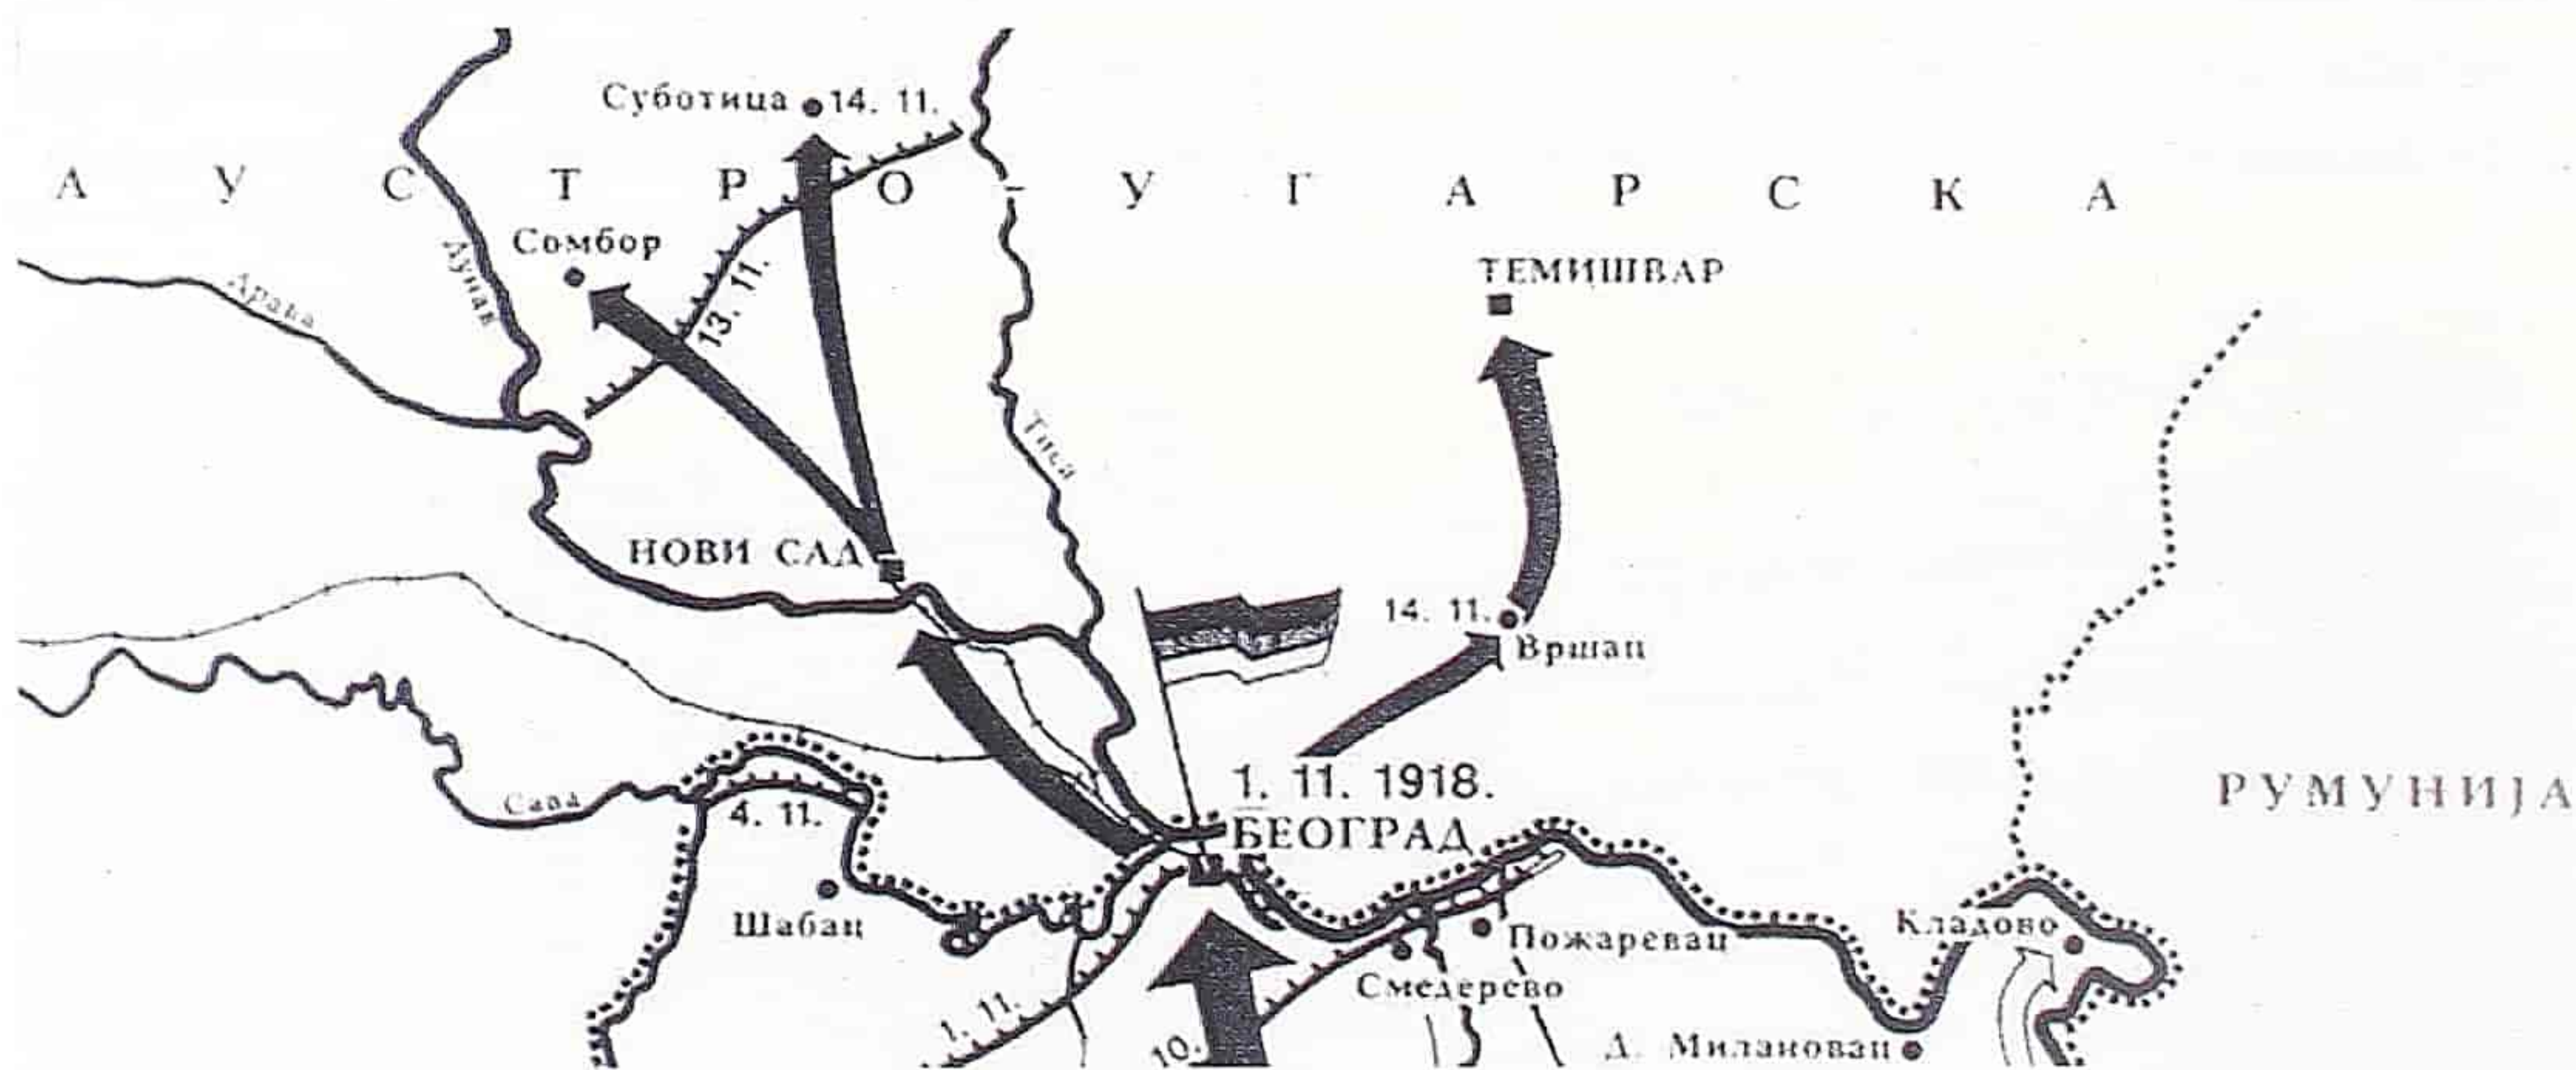 Суботица 14. 11.
АУСТРОУГАРСКА
Сомбор
Дунав
Драва
13. 11.
ТЕМИШВАР
Тиса
НОВИ САД
14. 11.
Вршац
1. 11. 1918.
БЕОГРАД
РУМУНИЈА
Сава
4. 11.
Шабац
Пожаревац
Кладово
Смедерево
1. 11.
10.
Д. Милановац